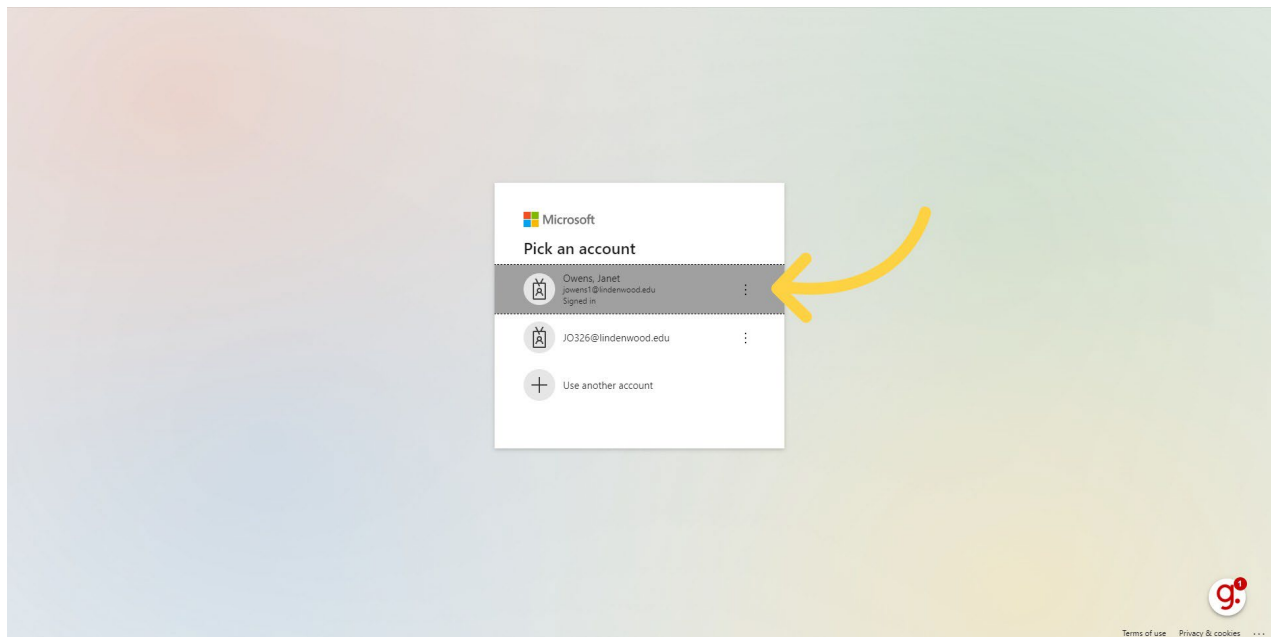 Microsoft
Pick an account
Owens, Janet
jowens1@lindenwood.edu
Signed in
JO326@lindenwood.edu
Use another account
g.
1
Terms of use Privacy & cookies ...